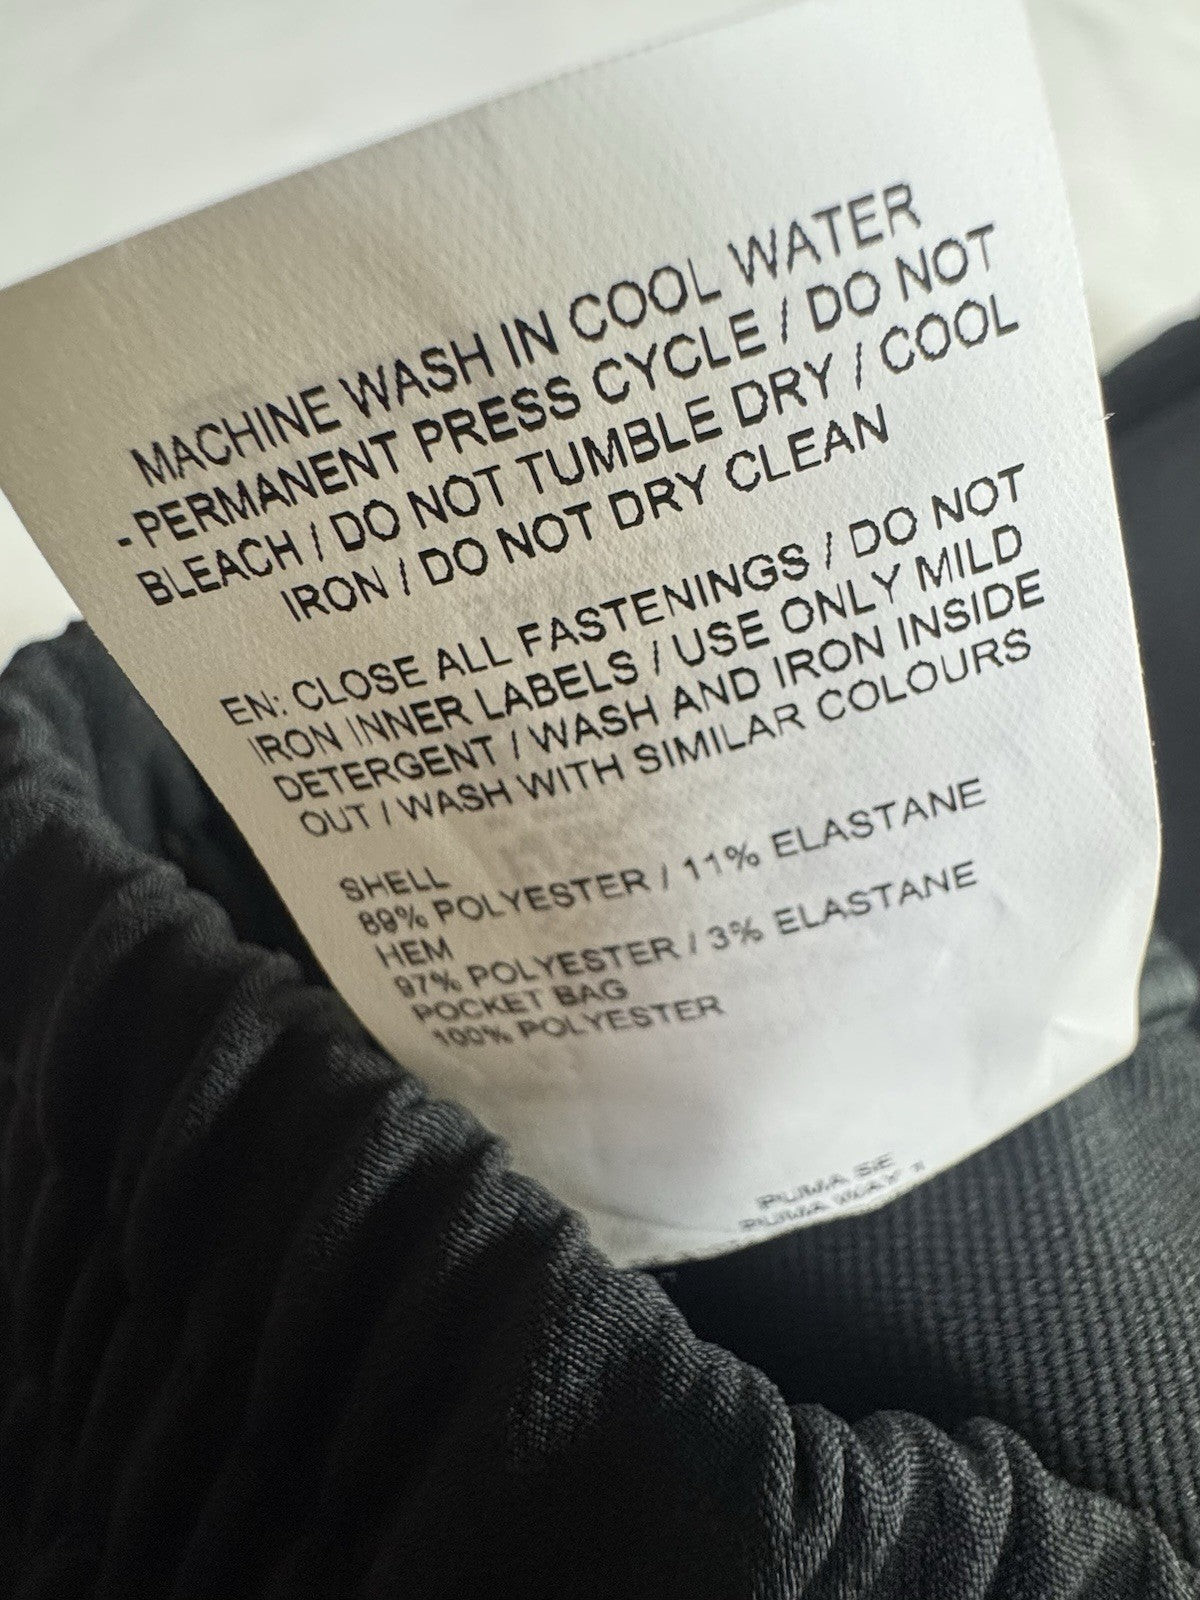 MACHINE WASH IN COOL WATER
-PERMANENT PRESS CYCLE / DO NOT
BLEACH / DO NOT TUMBLE DRY / COOL
IRON / DO NOT DRY CLEAN
EN: CLOSE ALL FASTENINGS / DO NOT
IRON INNER LABELS / USE ONLY MILD
DETERGENT / WASH AND IRON INSIDE
OUT / WASH WITH SIMILAR COLOURS
SHELL
89% POLYESTER / 11% ELASTANE
HEM
97% POLYESTER / 3% ELASTANE
POCKET BAG
100% POLYESTER
PUMA SE
PUMA WAY